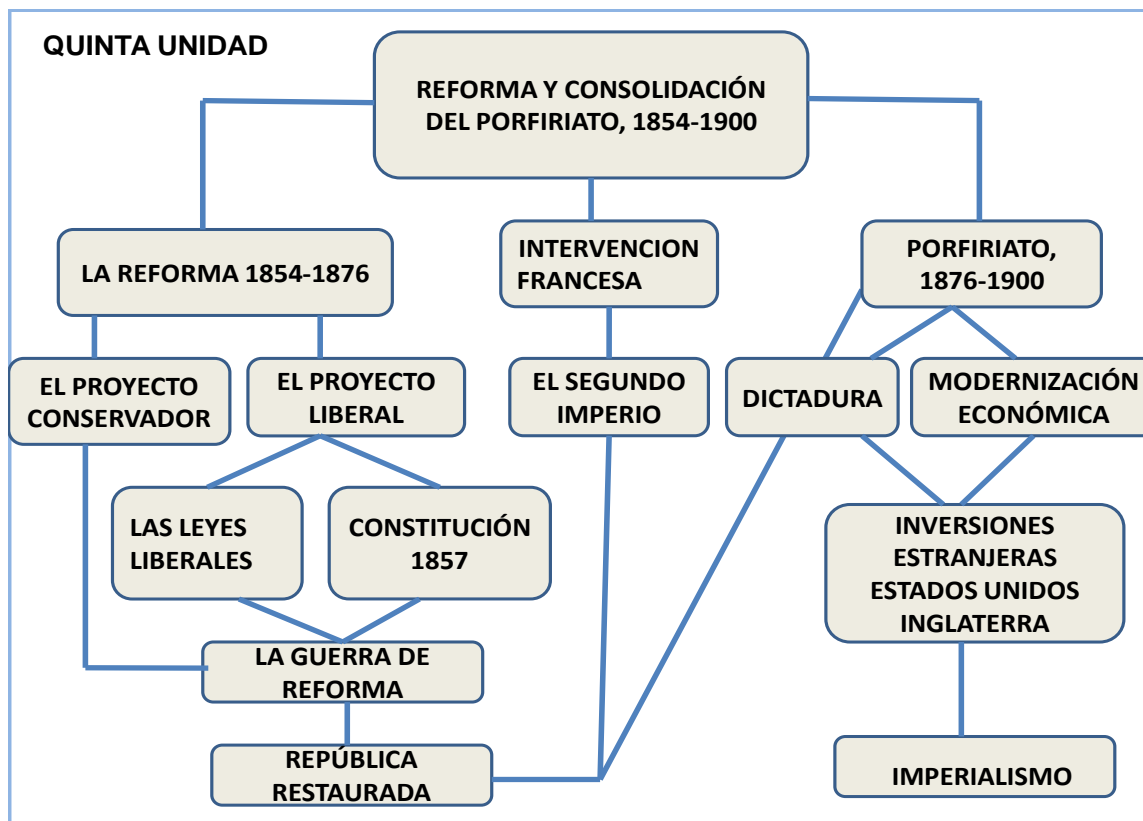 QUINTA UNIDAD
REFORMA Y CONSOLIDACIÓN
DEL PORFIRIATO, 1854-1900
LA REFORMA 1854-1876
INTERVENCION
FRANCESA
PORFIRIATO,
1876-1900
EL PROYECTO
CONSERVADOR
EL PROYECTO
LIBERAL
EL SEGUNDO
IMPERIO
DICTADURA
MODERNIZACIÓN
ECONÓMICA
LAS LEYES
LIBERALES
CONSTITUCIÓN
1857
INVERSIONES
ESTRANJERAS
ESTADOS UNIDOS
INGLATERRA
LA GUERRA DE
REFORMA
REPÚBLICA
RESTAURADA
IMPERIALISMO